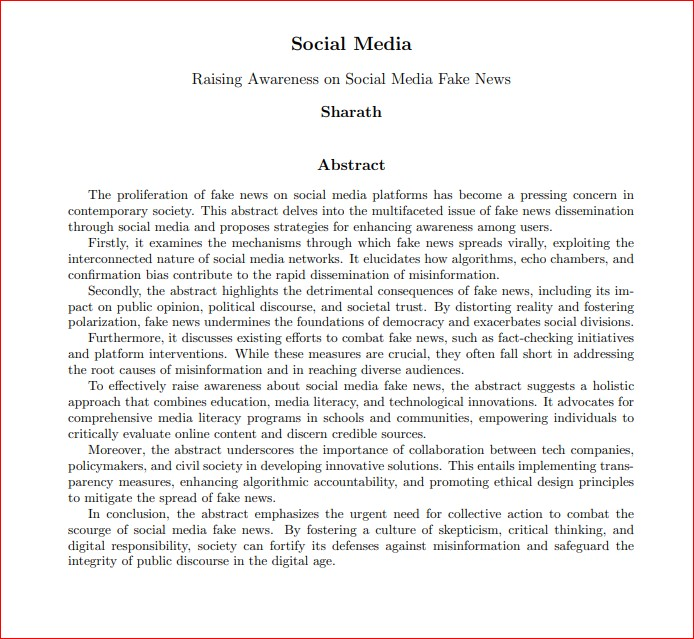 Social Media
Raising Awareness on Social Media Fake News
Sharath
Abstract
The proliferation of fake news on social media platforms has become a pressing concern in
contemporary society. This abstract delves into the multifaceted issue of fake news dissemination
through social media and proposes strategies for enhancing awareness among users.
Firstly, it examines the mechanisms through which fake news spreads virally, exploiting the
interconnected nature of social media networks. It elucidates how algorithms, echo chambers, and
confirmation bias contribute to the rapid dissemination of misinformation.
Secondly, the abstract highlights the detrimental consequences of fake news, including its im-
pact on public opinion, political discourse, and societal trust. By distorting reality and fostering
polarization, fake news undermines the foundations of democracy and exacerbates social divisions.
Furthermore, it discusses existing efforts to combat fake news, such as fact-checking initiatives
and platform interventions. While these measures are crucial, they often fall short in addressing
the root causes of misinformation and in reaching diverse audiences.
To effectively raise awareness about social media fake news, the abstract suggests a holistic
approach that combines education, media literacy, and technological innovations. It advocates for
comprehensive media literacy programs in schools and communities, empowering individuals to
critically evaluate online content and discern credible sources.
Moreover, the abstract underscores the importance of collaboration between tech companies,
policymakers, and civil society in developing innovative solutions. This entails implementing trans-
parency measures, enhancing algorithmic accountability, and promoting ethical design principles
to mitigate the spread of fake news.
In conclusion, the abstract emphasizes the urgent need for collective action to combat the
scourge of social media fake news. By fostering a culture of skepticism, critical thinking, and
digital responsibility, society can fortify its defenses against misinformation and safeguard the
integrity of public discourse in the digital age.